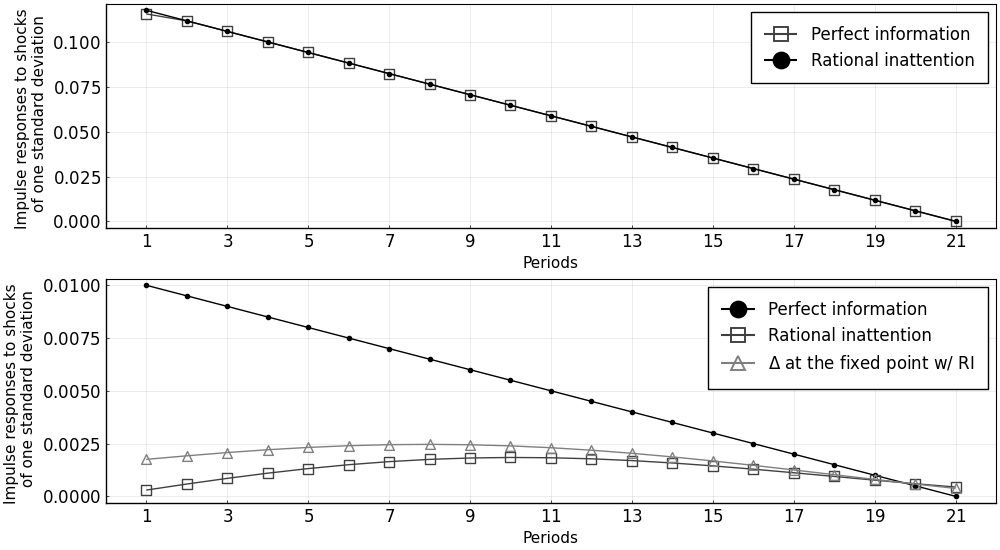 Impulse responses to shocks
of one standard deviation
0.100
0.075
0.050
0.025
0.000
Perfect information
Rational inattention
1 3 5 7 9 11 13 15 17 19 21
Periods
Impulse responses to shocks
of one standard deviation
0.0100
0.0075
0.0050
0.0025
0.0000
Perfect information
Rational inattention
Δ at the fixed point w/ RI
1 3 5 7 9 11 13 15 17 19 21
Periods